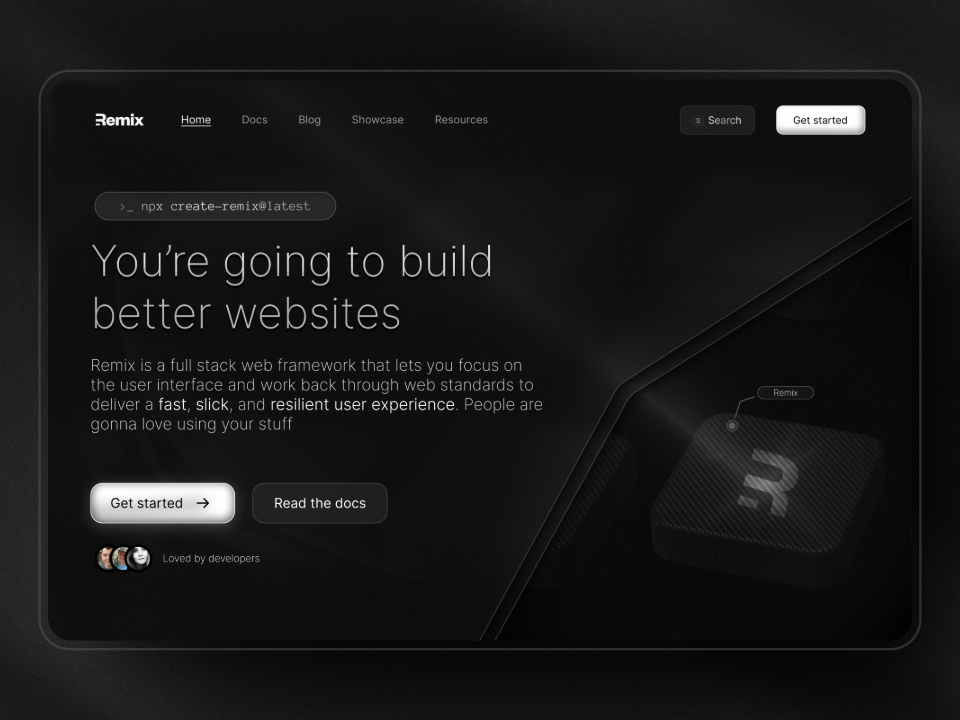 Remix Home Docs Blog Showcase Resources S Search Get started
>_ npx create-remix@latest
You’re going to build
better websites
Remix is a full stack web framework that lets you focus on
the user interface and work back through web standards to
deliver a fast, slick, and resilient user experience. People are
gonna love using your stuff
Remix
R
Get started → Read the docs
Loved by developers